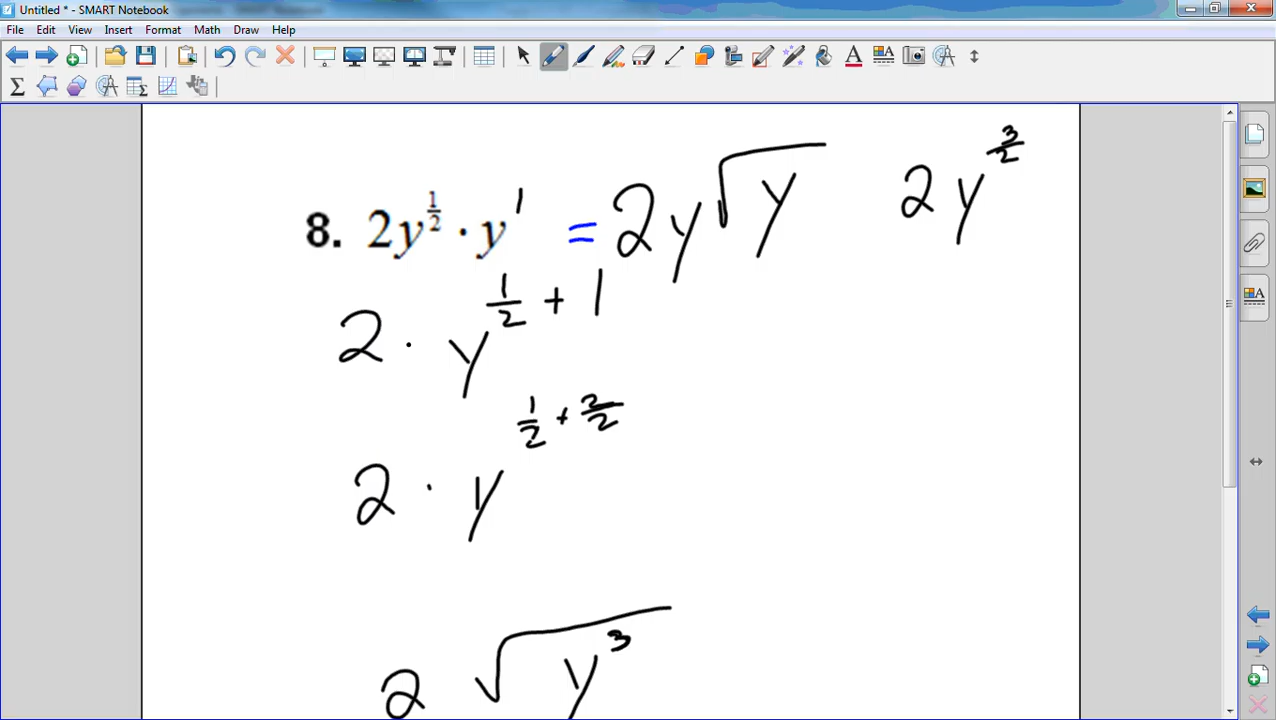 Untitled * - SMART Notebook
File Edit View Insert Format Math Draw Help
8. 2y^{1/2} · y^1 = 2y√y 2y^{3/2}
2 · y^{1/2 + 1}
2 · y^{1/2 + 2/2}
2 √y^3